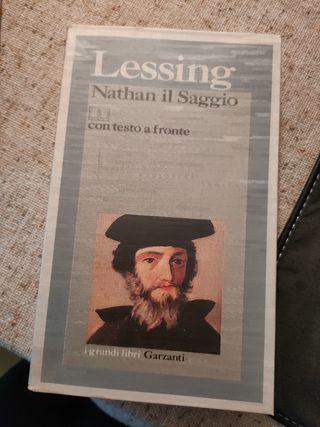 Lessing
Nathan il Saggio
con testo a fronte
i grandi libri Garzanti